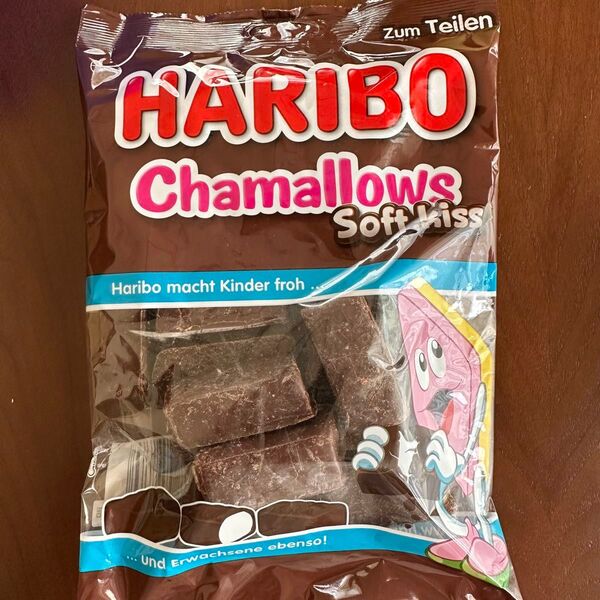 Zum Teilen
HARIBO
Chamallows
Soft Kiss
Haribo macht Kinder froh ...
... und Erwachsene ebenso!